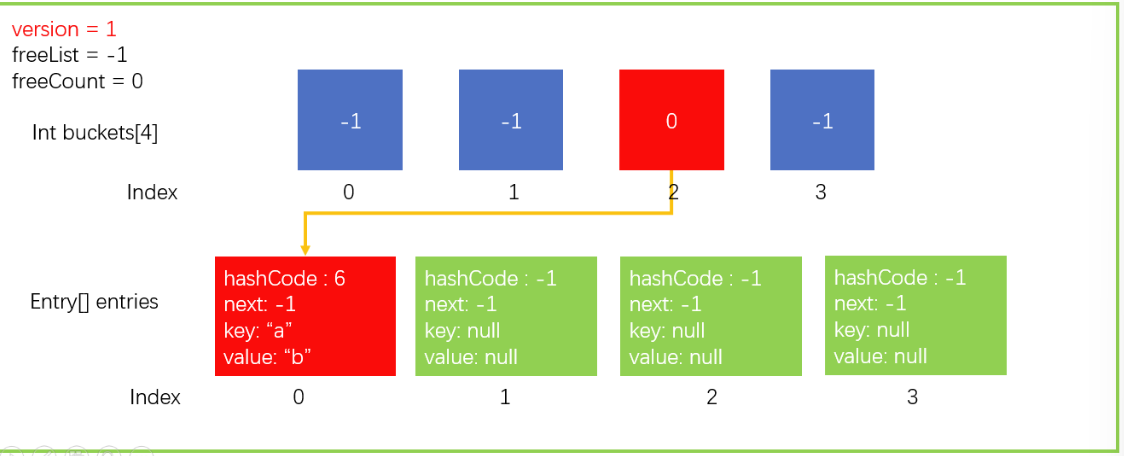 version = 1
freeList = -1
freeCount = 0
Int buckets[4]
-1 -1 0 -1
Index 0 1 2 3
Entry[] entries
hashCode : 6
next: -1
key: “a”
value: “b”
hashCode : -1
next: -1
key: null
value: null
hashCode : -1
next: -1
key: null
value: null
hashCode : -1
next: -1
key: null
value: null
Index 0 1 2 3